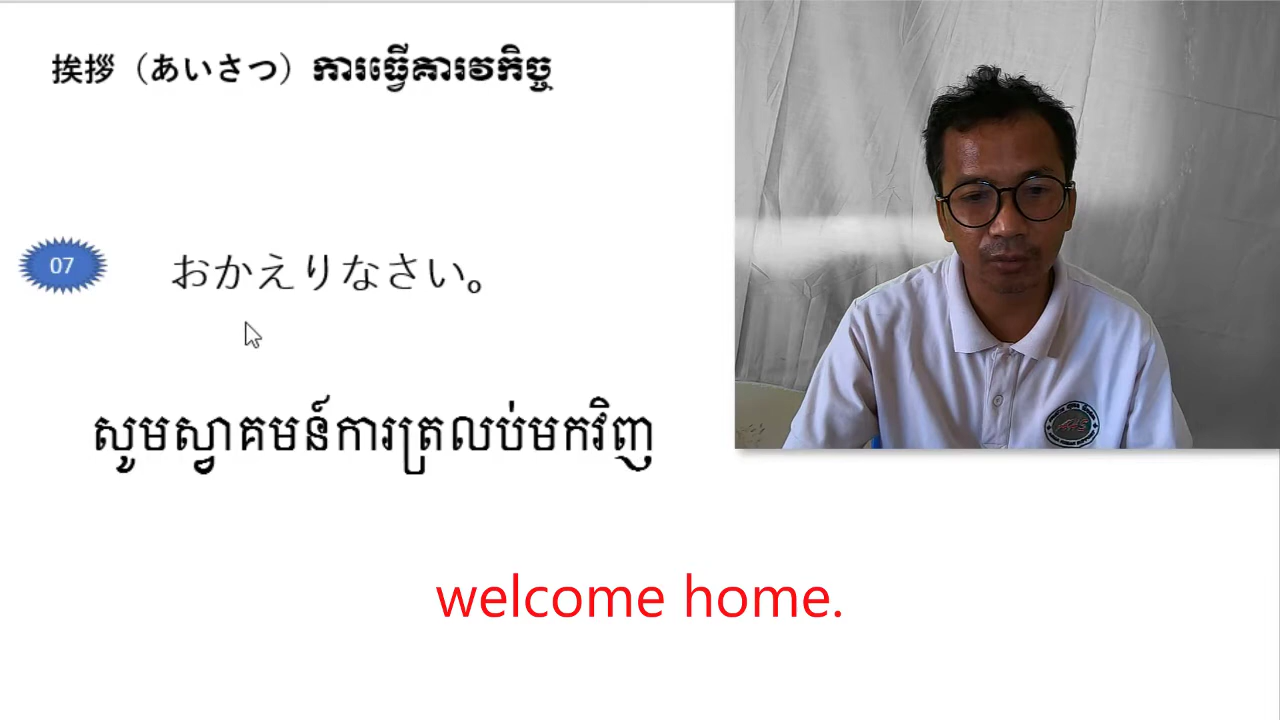 挨拶（あいさつ）ការធ្វើគារវកិច្ច
07
おかえりなさい。
សូមស្វាគមន៍ការត្រលប់មកវិញ
welcome home.